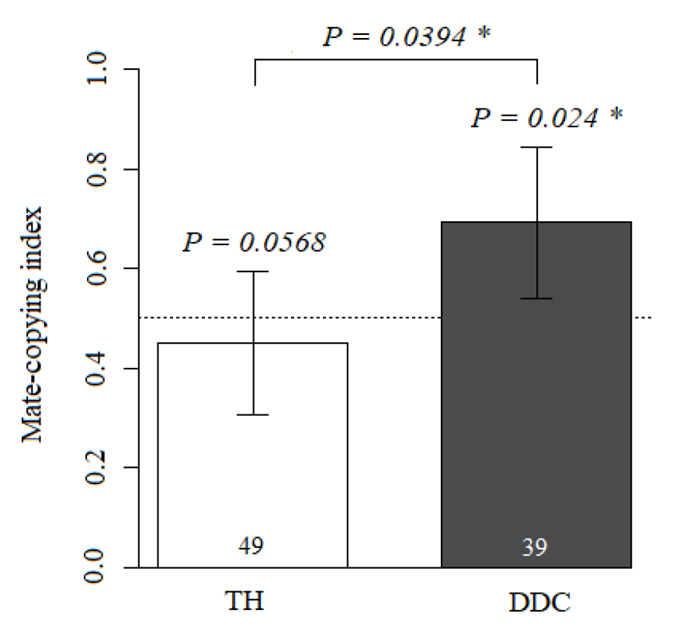 P = 0.0394 *
P = 0.024 *
P = 0.0568
Mate-copying index
1.0
0.8
0.6
0.4
0.2
0.0
49
39
TH
DDC